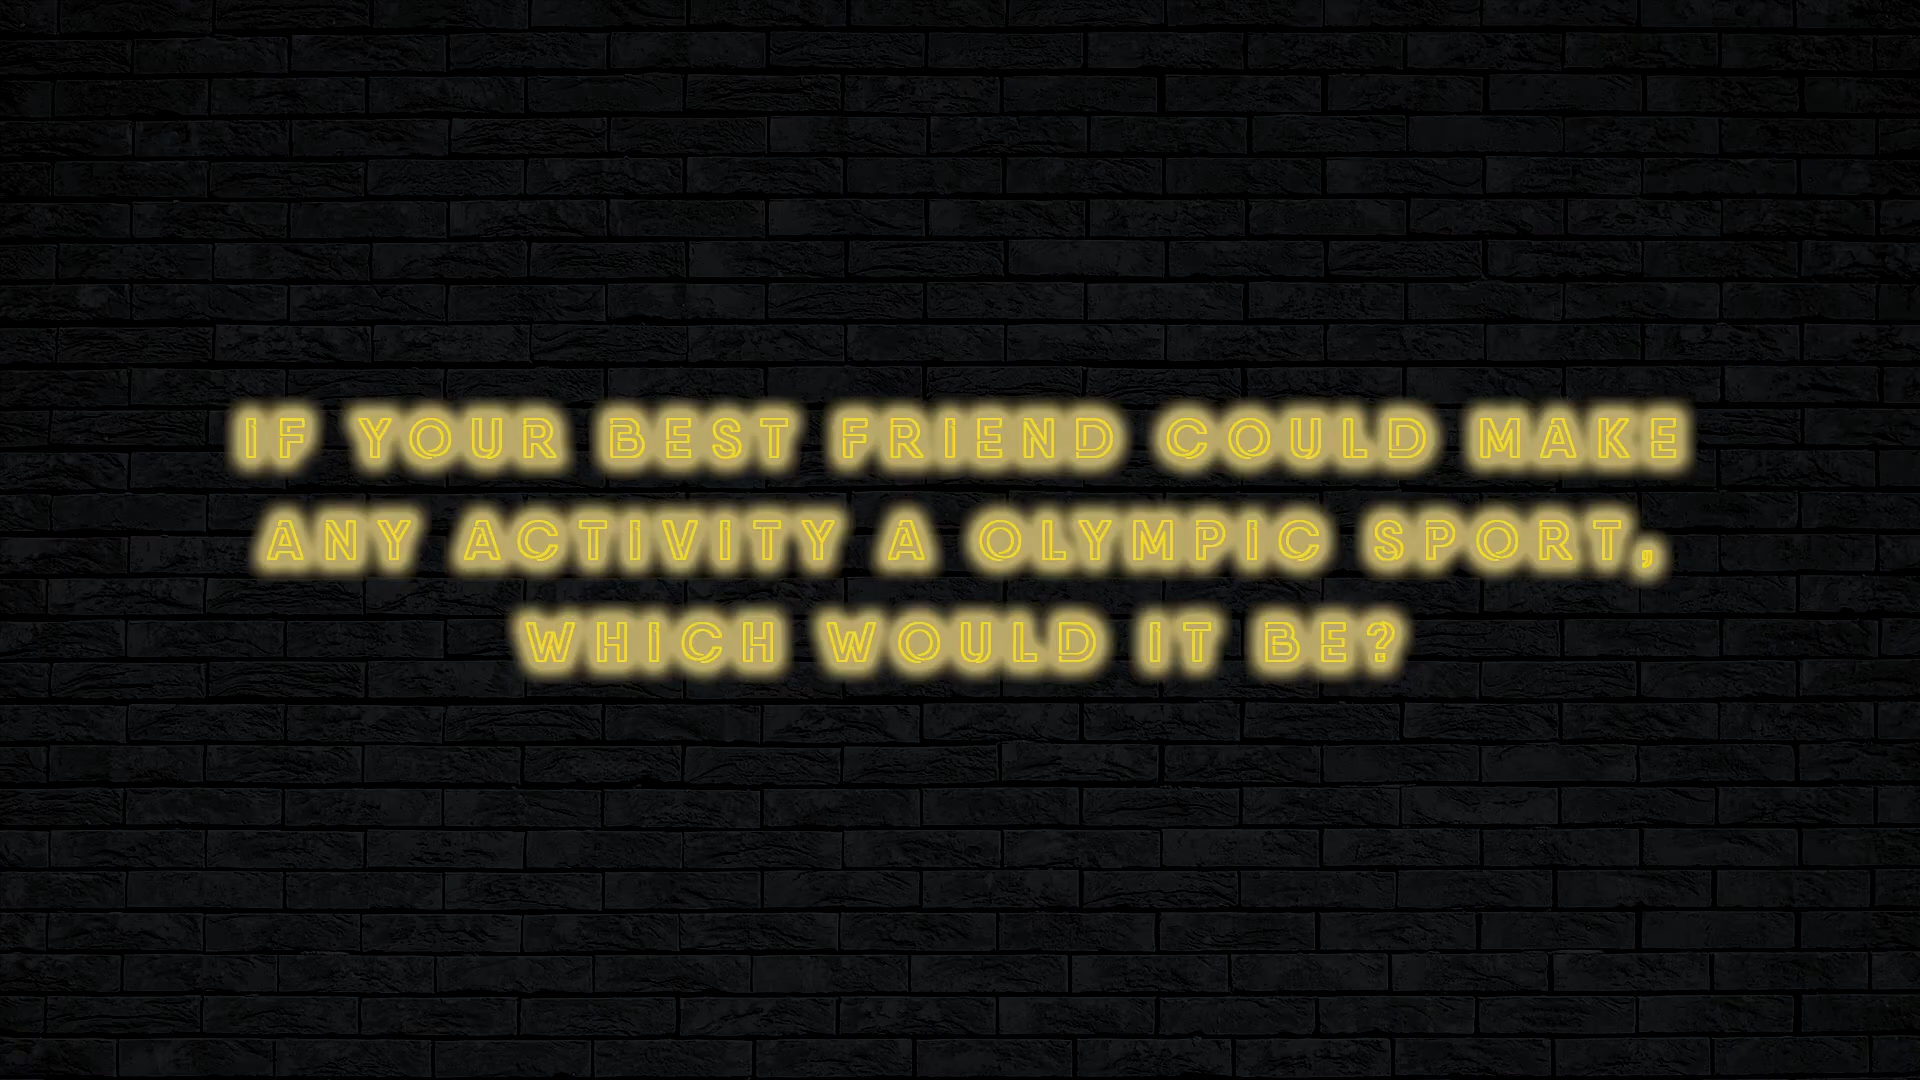 IF YOUR BEST FRIEND COULD MAKE
ANY ACTIVITY A OLYMPIC SPORT,
WHICH WOULD IT BE?